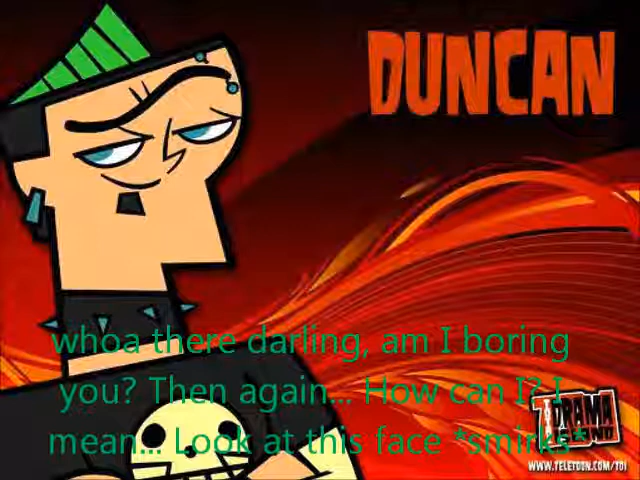 DUNCAN
whoa there darling, am I boring
you? Then again... How can I? I
mean... Look at this face *smirks*
DRAMA
WWW.TELETOON.COM/TDI